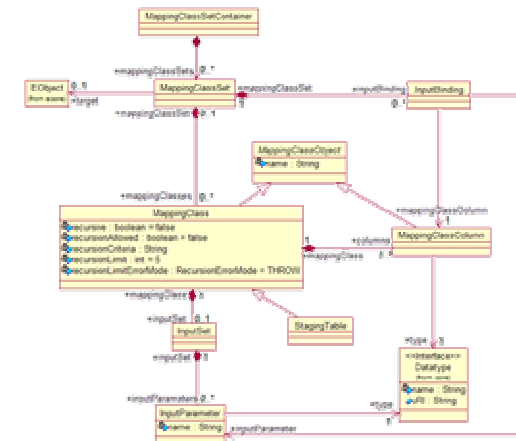 MappingClassSetContainer
+mappingClassSets 0..*
EObject
(from ecore)
0..1
+target
MappingClassSet
+mappingClassSet
1
+inputBinding
0..*
InputBinding
+mappingClassSet 0..1
MappingClassObject
name : String
+mappingClasses 0..*
+mappingClassColumn
1
MappingClass
recursive : boolean = false
recursionAllowed : boolean = false
recursionCriteria : String
recursionLimit : int = 5
recursionLimitErrorMode : RecursionErrorMode = THROW
1
+columns
+mappingClass
MappingClassColumn
+mappingClass 1
+inputSet 0..1
InputSet
StagingTable
+inputSet 1
+type 1
<<Interface>>
Datatype
(from core)
name : String
URI : String
+inputParameters 0..*
InputParameter
name : String
+type
+inputParameter